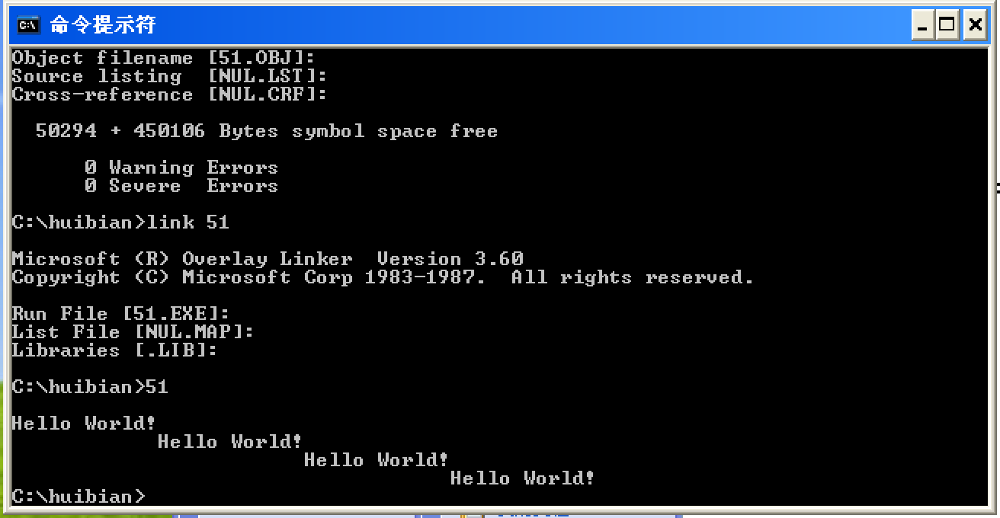 命令提示符
Object filename [51.OBJ]:
Source listing  [NUL.LST]:
Cross-reference [NUL.CRF]:
  50294 + 450106 Bytes symbol space free
      0 Warning Errors
      0 Severe  Errors
C:\huibian>link 51
Microsoft (R) Overlay Linker  Version 3.60
Copyright (C) Microsoft Corp 1983-1987.  All rights reserved.
Run File [51.EXE]:
List File [NUL.MAP]:
Libraries [.LIB]:
C:\huibian>51
Hello World!
            Hello World!
                        Hello World!
                                    Hello World!
C:\huibian>